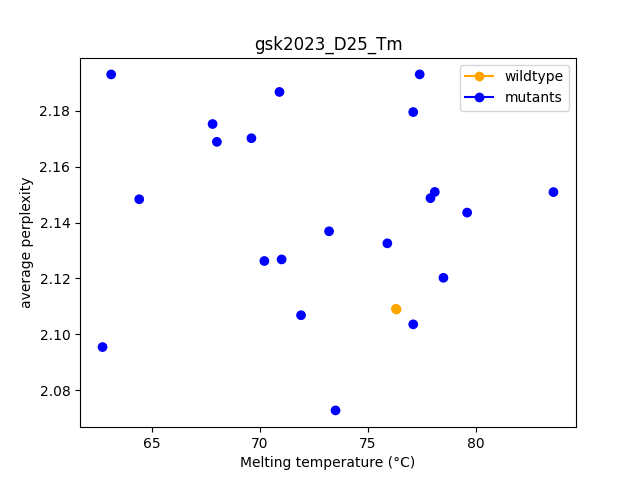 gsk2023_D25_Tm
wildtype
mutants
2.18
2.16
2.14
2.12
2.10
2.08
average perplexity
65
70
75
80
Melting temperature (°C)